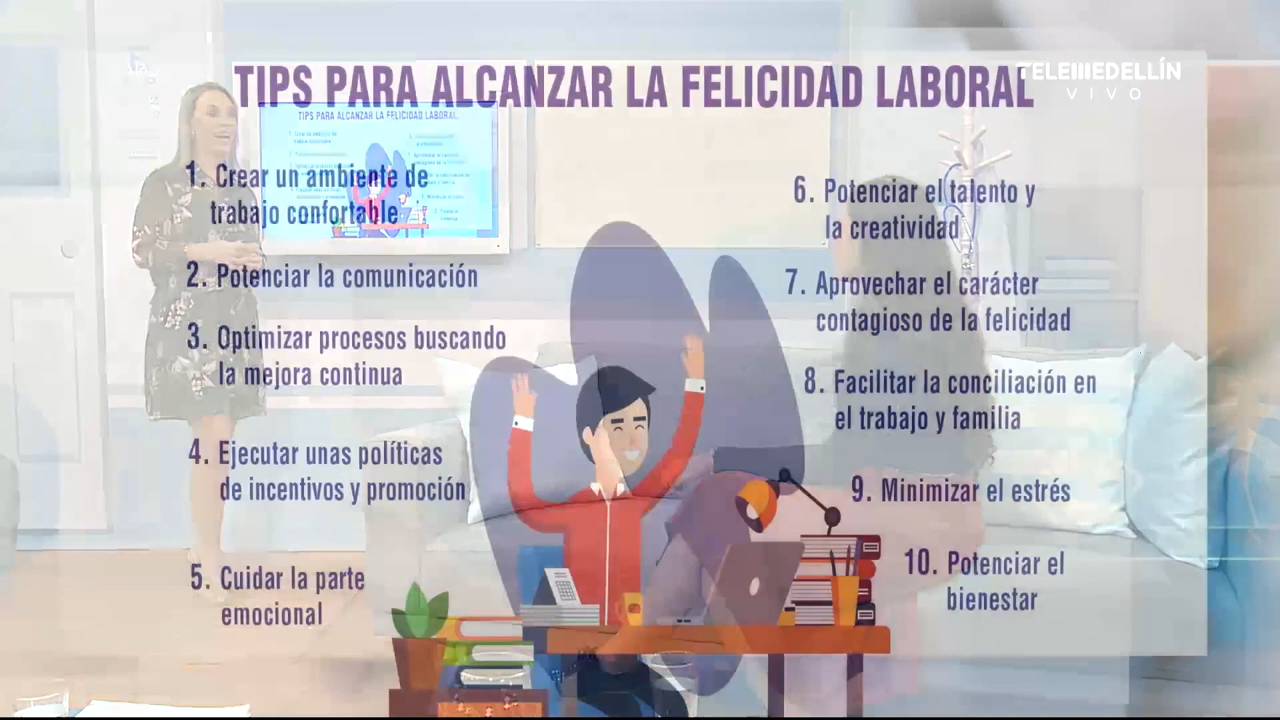 TELEMEDELLÍN
VIVO
TIPS PARA ALCANZAR LA FELICIDAD LABORAL
TIPS PARA ALCANZAR LA FELICIDAD LABORAL
1. Crear un ambiente de
trabajo confortable
2. Potenciar la comunicación
3. Optimizar procesos buscando
la mejora continua
4. Ejecutar unas políticas
de incentivos y promoción
5. Cuidar la parte
emocional
6. Potenciar el talento y
la creatividad
7. Aprovechar el carácter
contagioso de la felicidad
8. Facilitar la conciliación en
el trabajo y familia
9. Minimizar el estrés
10. Potenciar el
bienestar